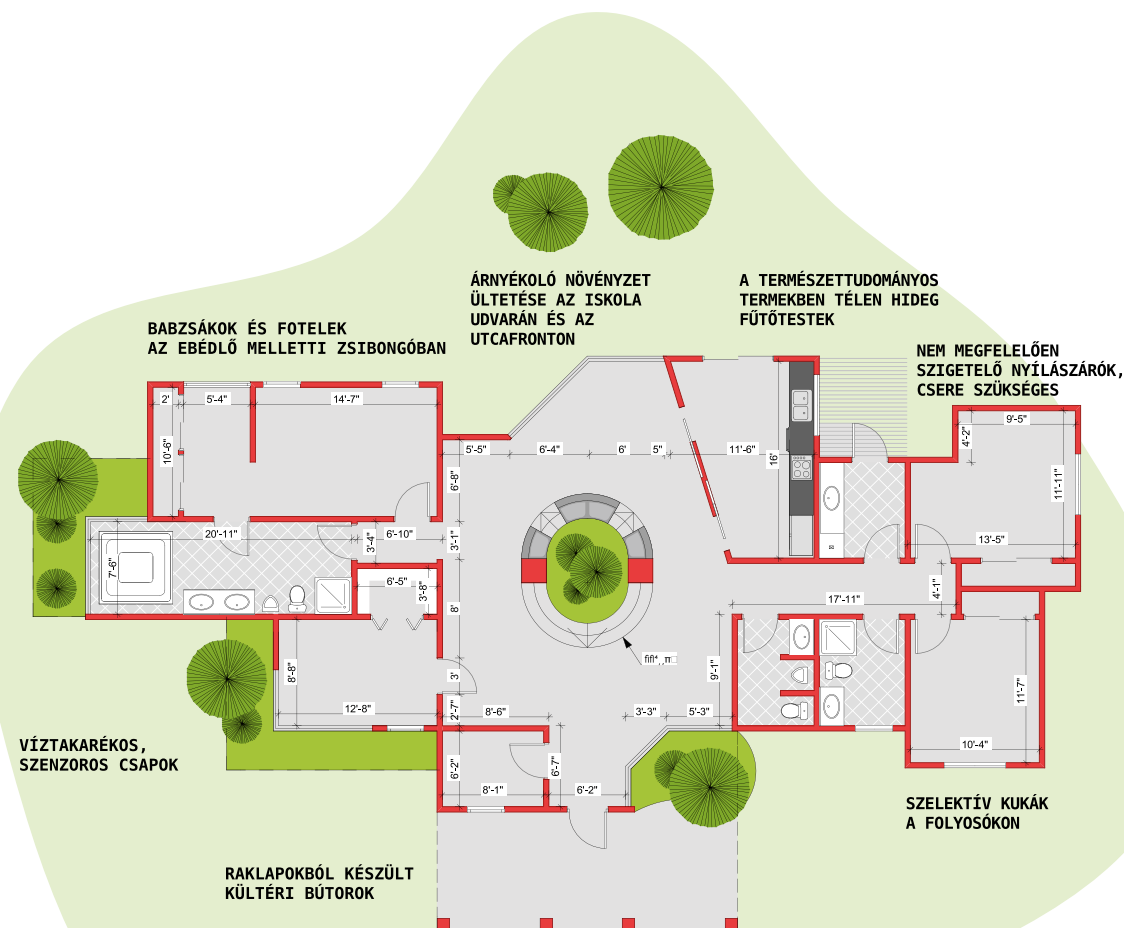 ÁRNYÉKOLÓ NÖVÉNYZET
ÜLTETÉSE AZ ISKOLA
UDVARÁN ÉS AZ
UTCAFRONTON
A TERMÉSZETTUDOMÁNYOS
TERMEKBEN TÉLEN HIDEG
FŰTŐTESTEK
BABZSÁKOK ÉS FOTELEK
AZ EBÉDLŐ MELLETTI ZSIBONGÓBAN
NEM MEGFELELŐEN
SZIGETELŐ NYÍLÁSZÁRÓK,
CSERE SZÜKSÉGES
2'
5'-4"
14'-7"
10'-6"
5'-5"
6'-4"
6'
5"
11'-6"
16'
9'-5"
4'-2"
11'-11"
13'-5"
6'-8"
20'-11"
3'-4"
6'-10"
3'-1"
7'-6"
6'-5"
3'-8"
8'
17'-11"
4'-1"
8'-8"
12'-8"
3'
2'-7"
8'-6"
9'-1"
3'-3"
5'-3"
11'-7"
10'-4"
6'-2"
8'-1"
6'-7"
6'-2"
VÍZTAKARÉKOS,
SZENZOROS CSAPOK
SZELEKTÍV KUKÁK
A FOLYOSÓKON
RAKLAPOKBÓL KÉSZÜLT
KÜLTÉRI BÚTOROK